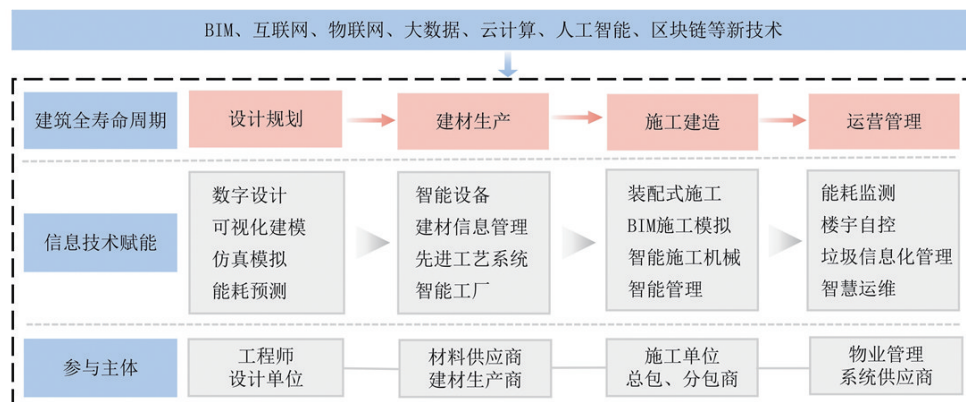 BIM、互联网、物联网、大数据、云计算、人工智能、区块链等新技术
建筑全寿命周期
设计规划
建材生产
施工建造
运营管理
信息技术赋能
数字设计
可视化建模
仿真模拟
能耗预测
智能设备
建材信息管理
先进工艺系统
智能工厂
装配式施工
BIM施工模拟
智能施工机械
智能管理
能耗监测
楼宇自控
垃圾信息化管理
智慧运维
参与主体
工程师
设计单位
材料供应商
建材生产商
施工单位
总包、分包商
物业管理
系统供应商